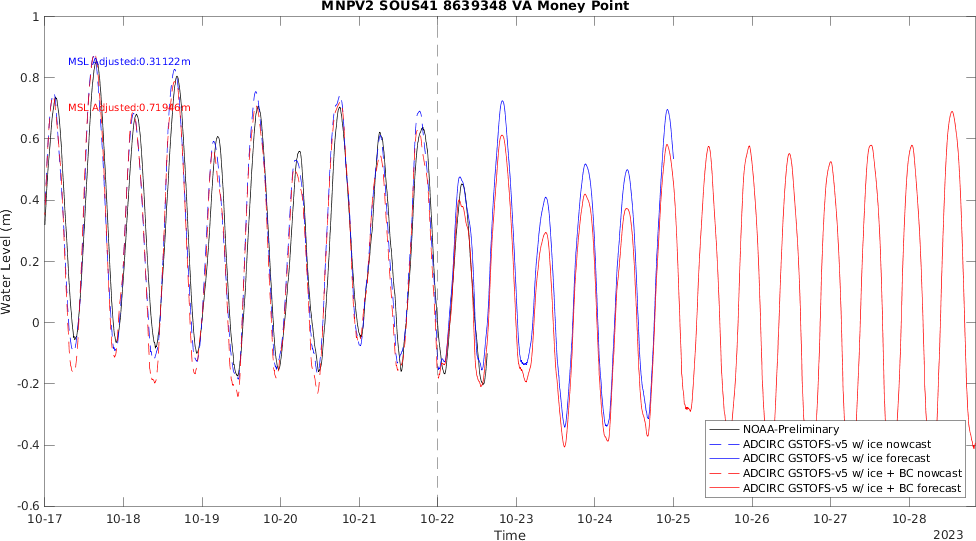 MNPV2 SOUS41 8639348 VA Money Point
1
0.8
0.6
0.4
0.2
0
-0.2
-0.4
-0.6
Water Level (m)
MSL Adjusted:0.31122m
MSL Adjusted:0.71946m
NOAA-Preliminary
ADCIRC GSTOFS-v5 w/ ice nowcast
ADCIRC GSTOFS-v5 w/ ice forecast
ADCIRC GSTOFS-v5 w/ ice + BC nowcast
ADCIRC GSTOFS-v5 w/ ice + BC forecast
10-17 10-18 10-19 10-20 10-21 10-22 10-23 10-24 10-25 10-26 10-27 10-28
Time
2023